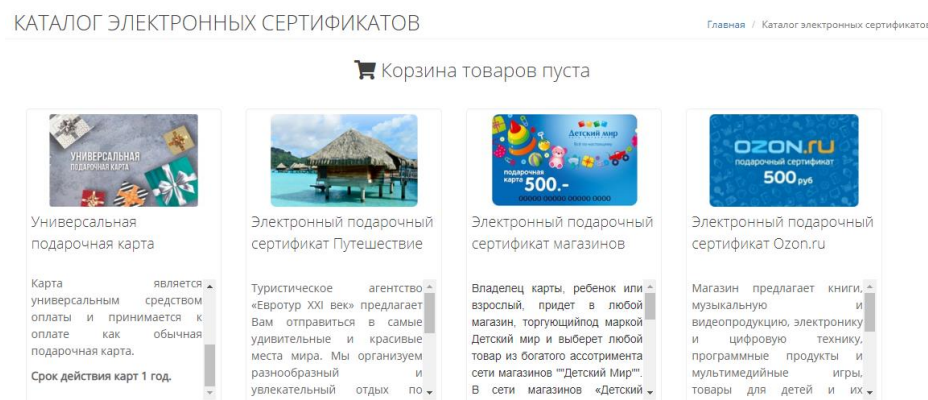 КАТАЛОГ ЭЛЕКТРОННЫХ СЕРТИФИКАТОВ
Главная / Каталог электронных сертификатов
Корзина товаров пуста
УНИВЕРСАЛЬНАЯ
ПОДАРОЧНАЯ КАРТА
Универсальная
подарочная карта
Карта является
универсальным средством
оплаты и принимается к
оплате как обычная
подарочная карта.
Срок действия карт 1 год.
Электронный подарочный
сертификат Путешествие
Туристическое агентство
«Евротур XXI век» предлагает
Вам отправиться в самые
удивительные и красивые
места мира. Мы организуем
разнообразный и
увлекательный отдых по
Детский мир
подарочная
карта 500.-
00000 00000 00000 0000
Электронный подарочный
сертификат магазинов
Владелец карты, ребенок или
взрослый, придет в любой
магазин, торгующийпод маркой
Детский мир и выберет любой
товар из богатого ассотримента
сети магазинов ""Детский Мир"".
В сети магазинов «Детский
OZON.RU
подарочный сертификат
500 руб
Электронный подарочный
сертификат Ozon.ru
Магазин предлагает книги,
музыкальную и
видеопродукцию, электронику
и цифровую технику,
программные продукты и
мультимедийные игры,
товары для детей и их